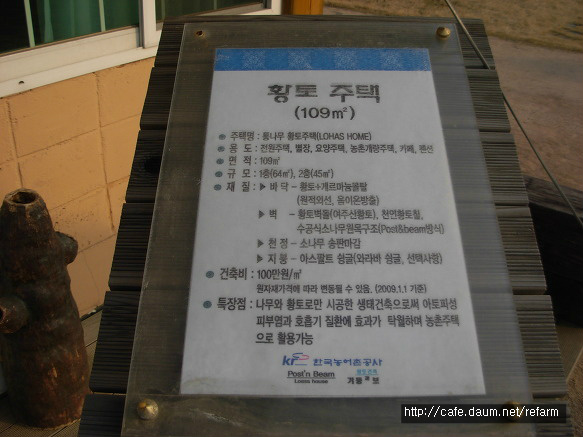 황토 주택
(109㎡)
● 주택명 : 통나무 황토주택(LOHAS HOME)
● 용 도 : 전원주택, 별장, 요양주택, 농촌개량주택, 카페, 펜션
● 면 적 : 109㎡
● 규 모 : 1층(64㎡), 2층(45㎡)
● 재 질 : ▶ 바 닥 - 황토+게르마늄몰탈
(원적외선, 음이온방출)
▶ 벽 - 황토벽돌(여주산황토), 천연황토칠,
수공식소나무원목구조(Post&beam방식)
▶ 천 정 - 소나무 송판마감
▶ 지 붕 - 아스팔트 슁글(와라바 슁글, 선택사항)
● 건축비 : 100만원/㎡
원자재가격에 따라 변동될 수 있음. (2009.1.1 기준)
● 특장점 : 나무와 황토로만 시공한 생태건축으로써 아토피성
피부염과 호흡기 질환에 효과가 탁월하며 농촌주택
으로 활용가능
한국농어촌공사
Post'n Beam
http://cafe.daum.net/refarm